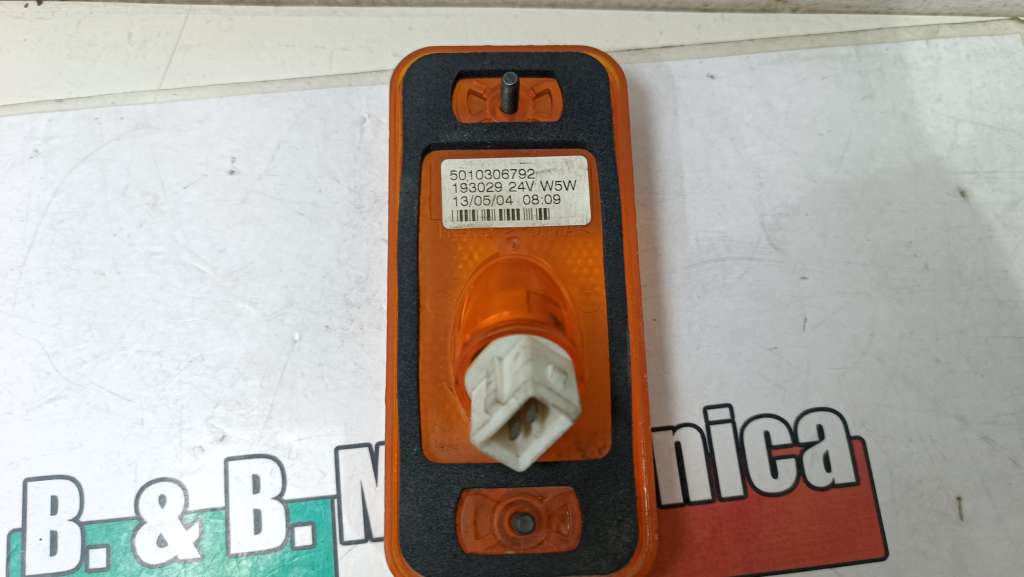 5010306792
193029 24V W5W
13/05/04 08:09
B. & B. M nica